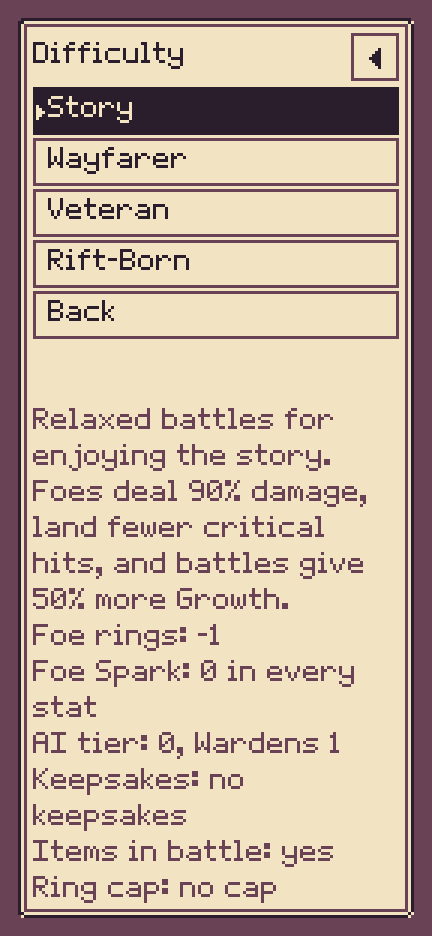 Difficulty
Story
Wayfarer
Veteran
Rift-Born
Back
Relaxed battles for
enjoying the story.
Foes deal 90% damage,
land fewer critical
hits, and battles give
50% more Growth.
Foe rings: -1
Foe Spark: 0 in every
stat
AI tier: 0, Wardens 1
Keepsakes: no
keepsakes
Items in battle: yes
Ring cap: no cap